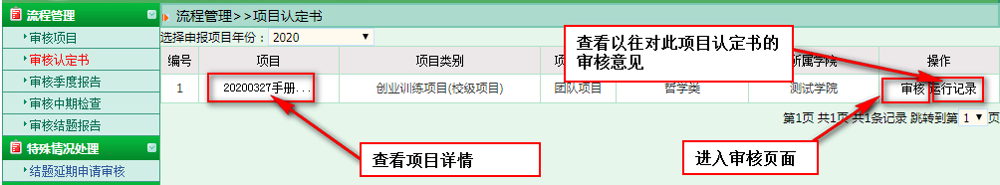 流程管理
审核项目
审核认定书
审核季度报告
审核中期检查
审核结题报告
特殊情况处理
结题延期申请审核
流程管理>>项目认定书
选择申报项目年份：2020
编号 项目 项目类别 项 所属学院 操作
1 20200327手册... 创业训练项目(校级项目) 团队项目 哲学类 测试学院 审核 运行记录
第1页 共1页 共1条记录 跳转到第 1 页
查看以往对此项目认定书的
审核意见
查看项目详情
进入审核页面